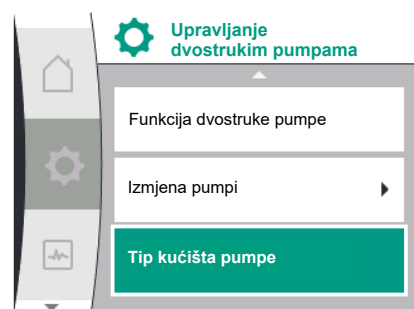 Upravljanje
dvostrukim pumpama
Funkcija dvostruke pumpe
Izmjena pumpi
Tip kućišta pumpe